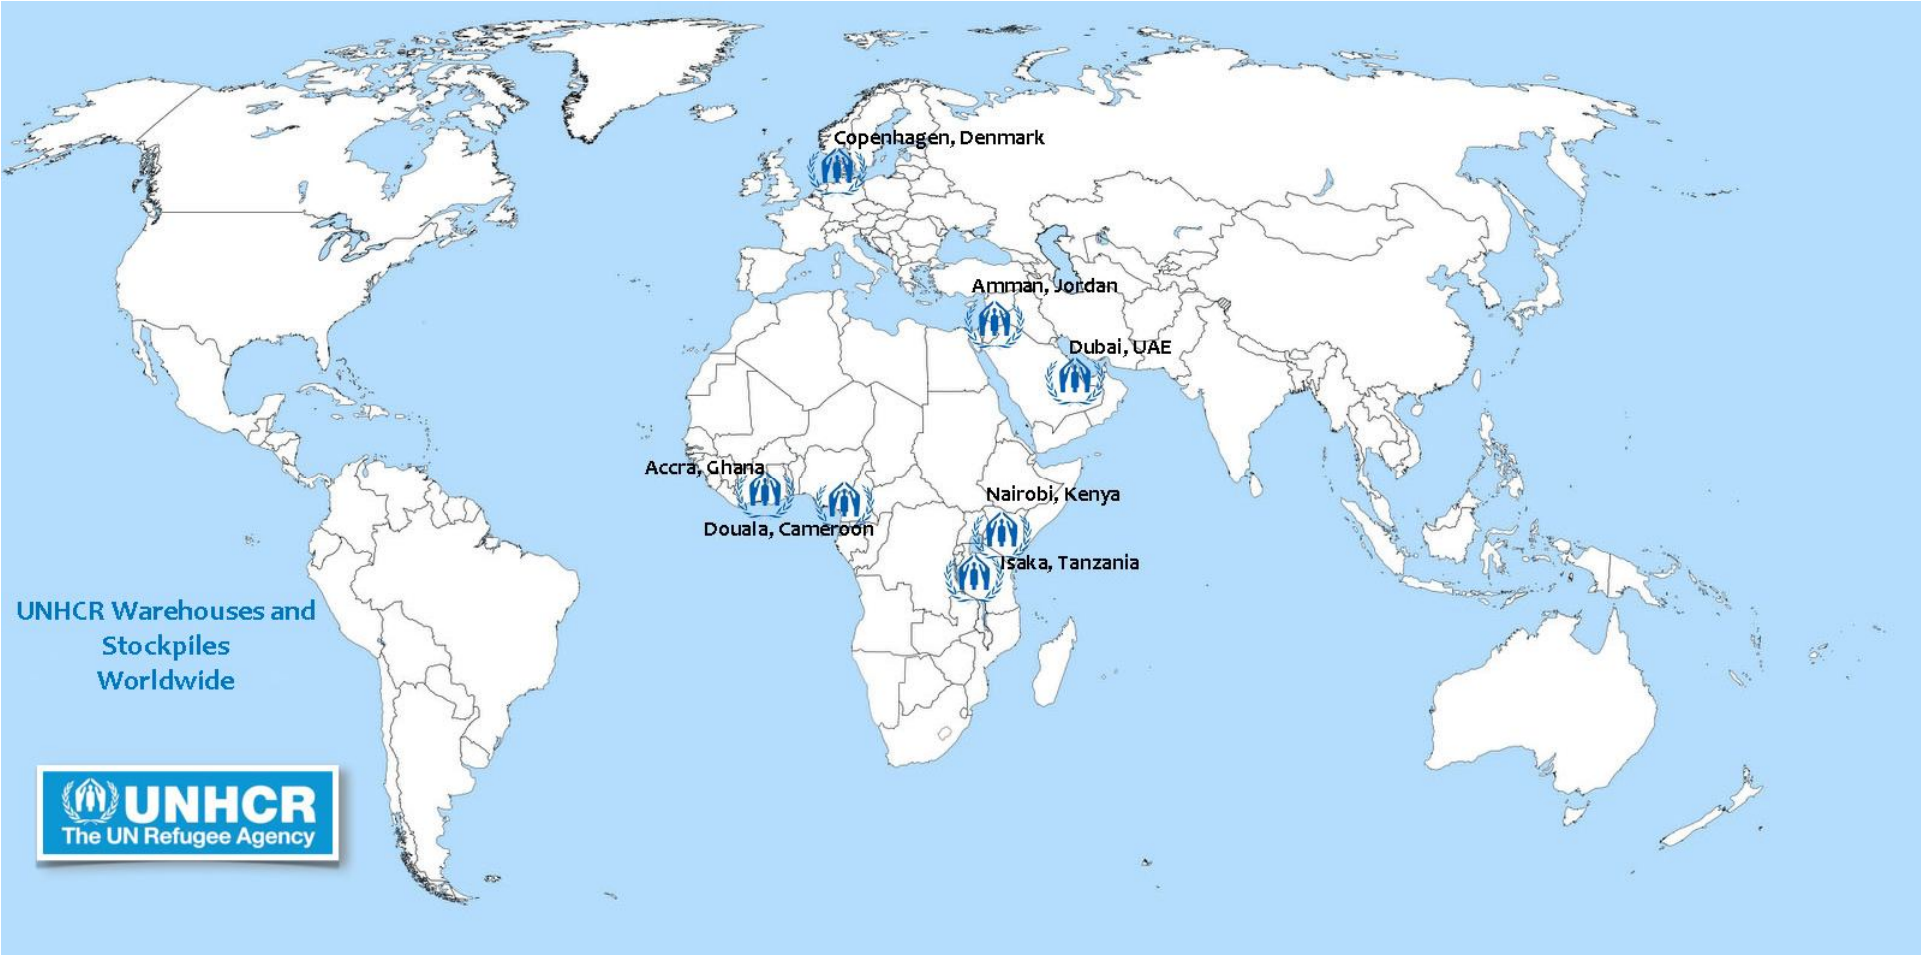 Copenhagen, Denmark
Amman, Jordan
Dubai, UAE
Accra, Ghana
Nairobi, Kenya
Douala, Cameroon
Isaka, Tanzania
UNHCR Warehouses and
Stockpiles
Worldwide
UNHCR
The UN Refugee Agency